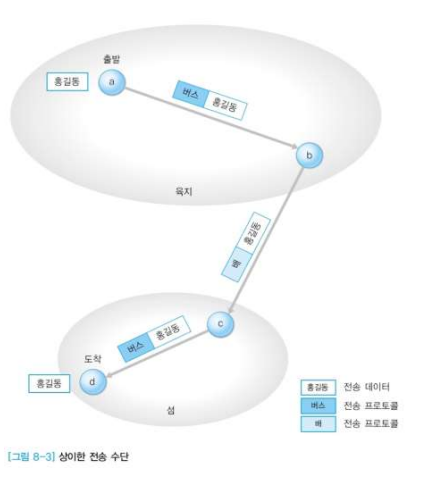 출발
홍길동
a
버스 홍길동
b
육지
배 홍길동
c
버스 홍길동
도착
홍길동
d
섬
홍길동 전송 데이터
버스 전송 프로토콜
배 전송 프로토콜
[그림 8-3] 상이한 전송 수단